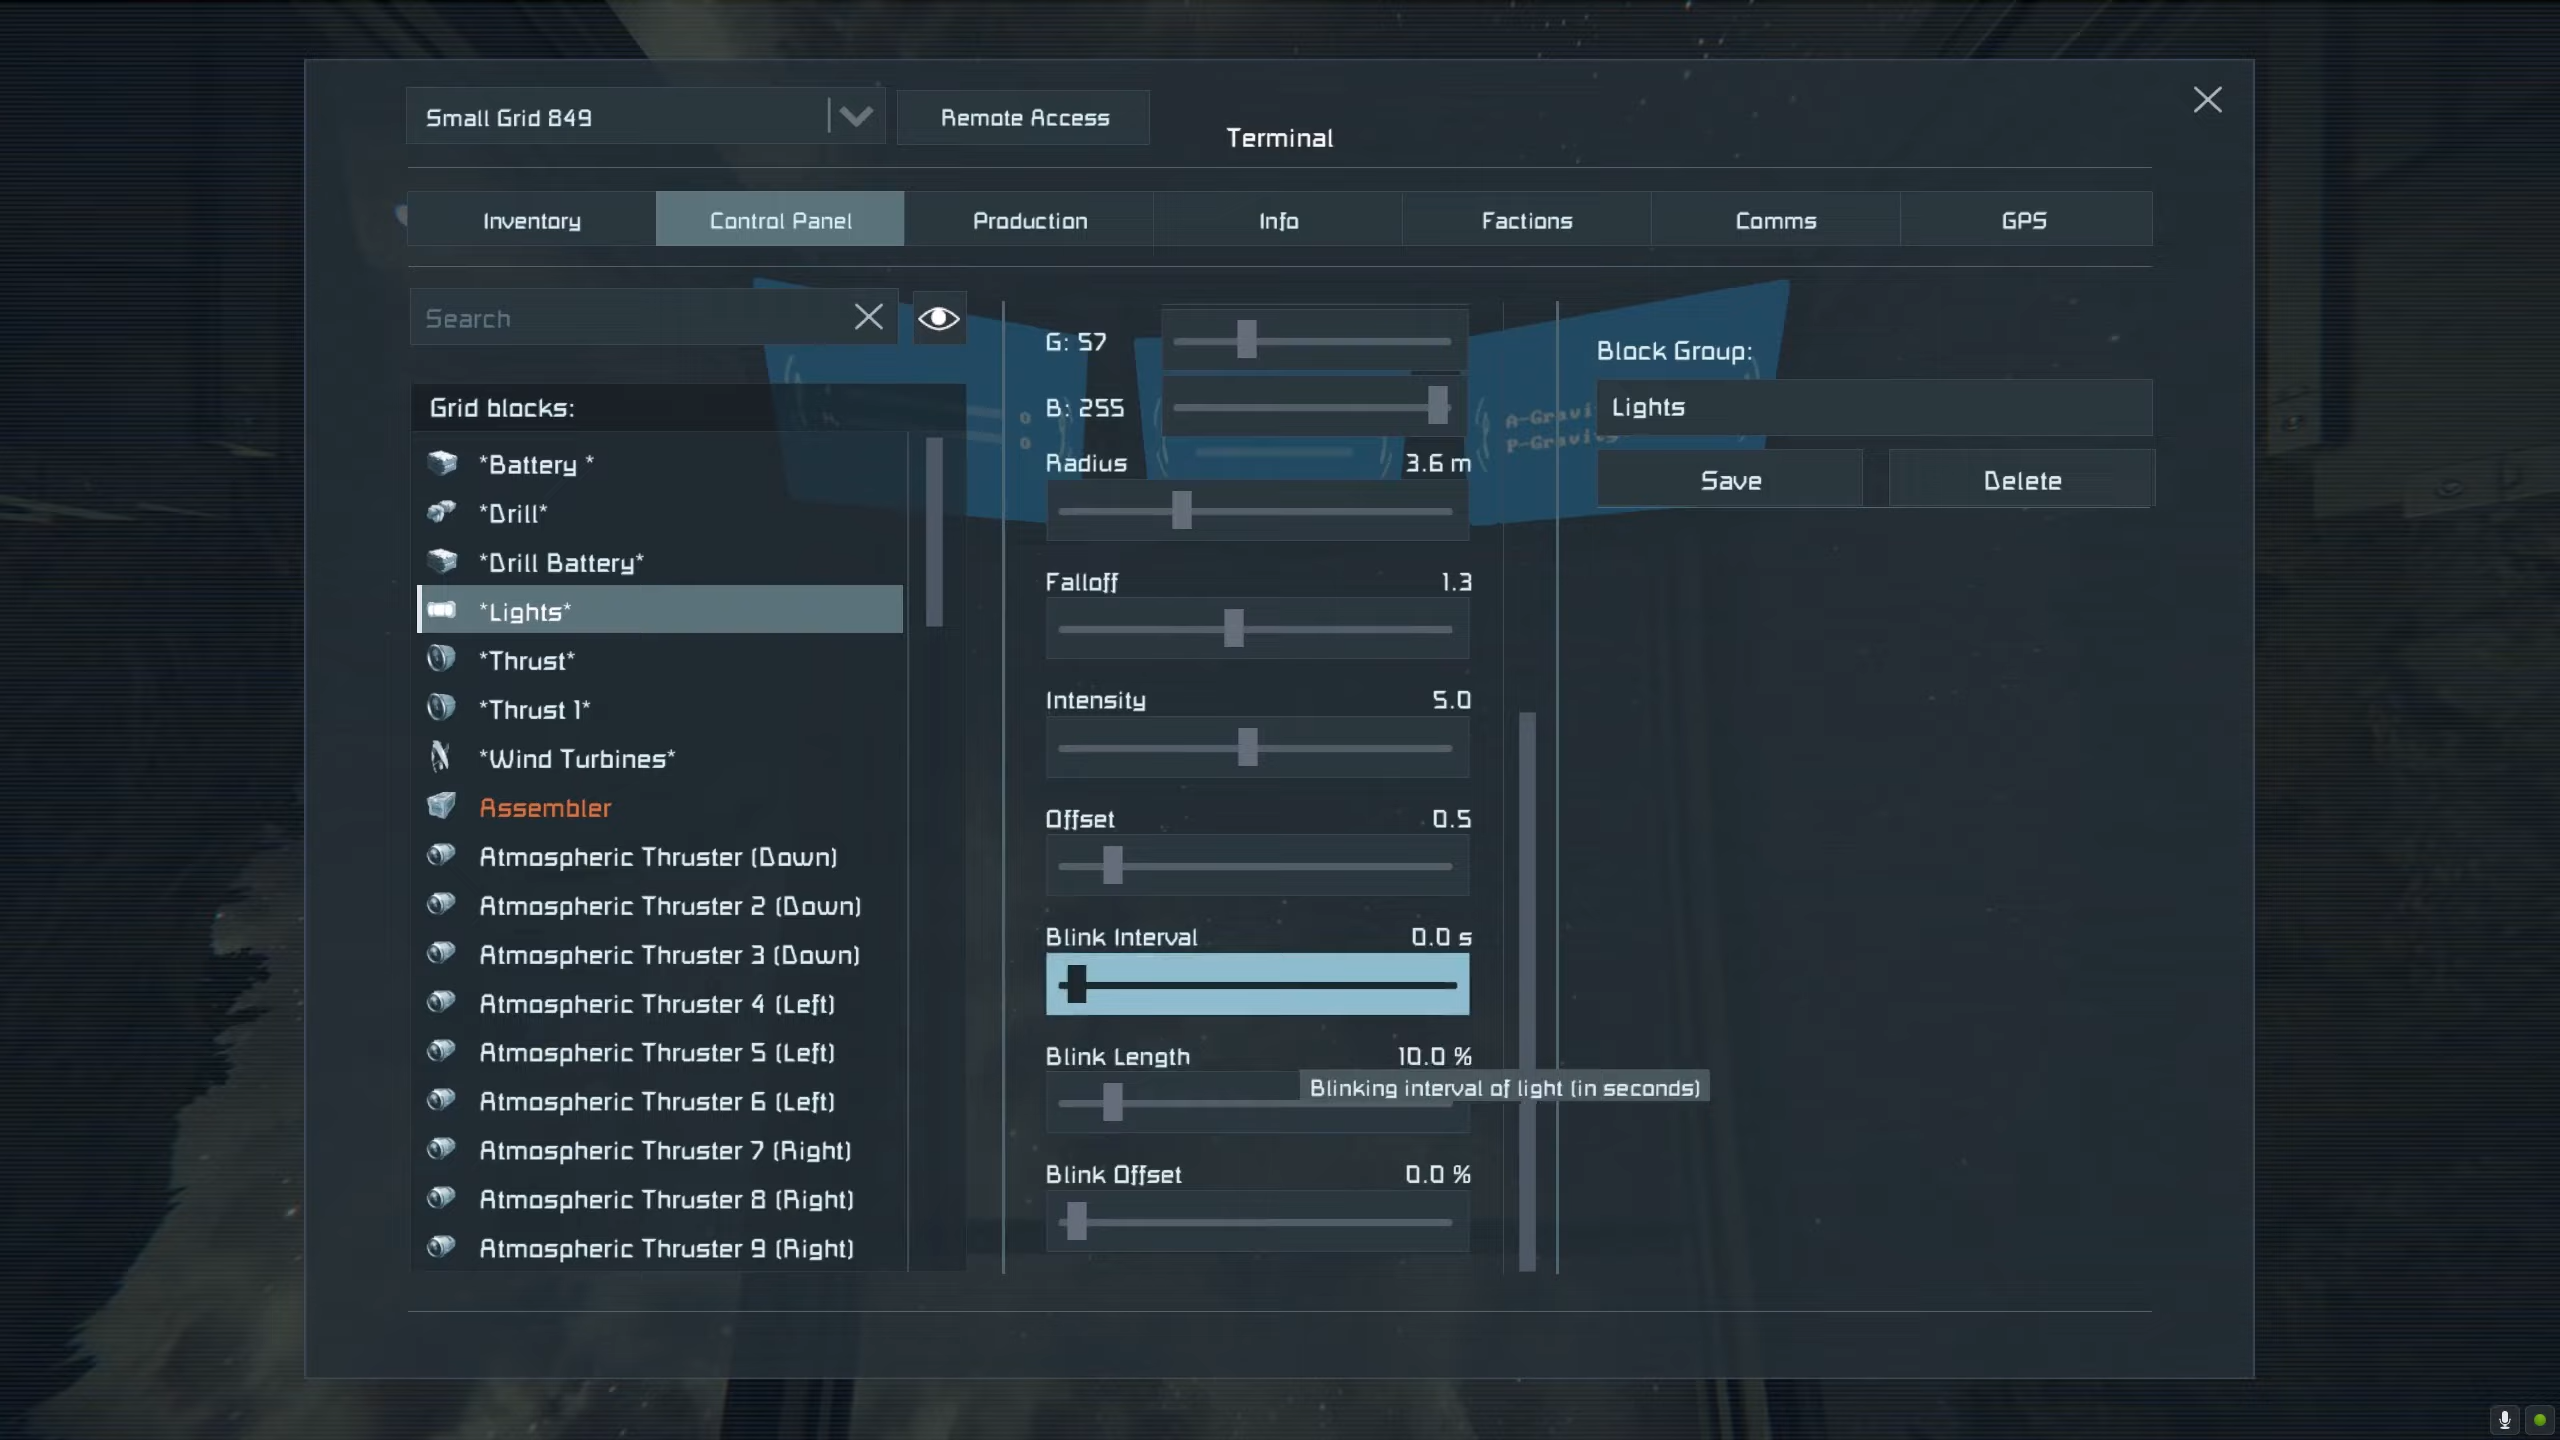 Small Grid 849
Remote Access
Terminal
Inventory
Control Panel
Production
Info
Factions
Comms
GPS
Search
Grid blocks:
*Battery *
*Drill*
*Drill Battery*
*Lights*
*Thrust*
*Thrust 1*
*Wind Turbines*
Assembler
Atmospheric Thruster (Down)
Atmospheric Thruster 2 (Down)
Atmospheric Thruster 3 (Down)
Atmospheric Thruster 4 (Left)
Atmospheric Thruster 5 (Left)
Atmospheric Thruster 6 (Left)
Atmospheric Thruster 7 (Right)
Atmospheric Thruster 8 (Right)
Atmospheric Thruster 9 (Right)
G: 57
B: 255
Radius 3.6 m
Falloff 1.3
Intensity 5.0
Offset 0.5
Blink Interval 0.0 s
Blink Length 10.0 %
Blinking interval of light (in seconds)
Blink Offset 0.0 %
0
0
A-Gravi
P-Gravity
Block Group:
Lights
Save
Delete